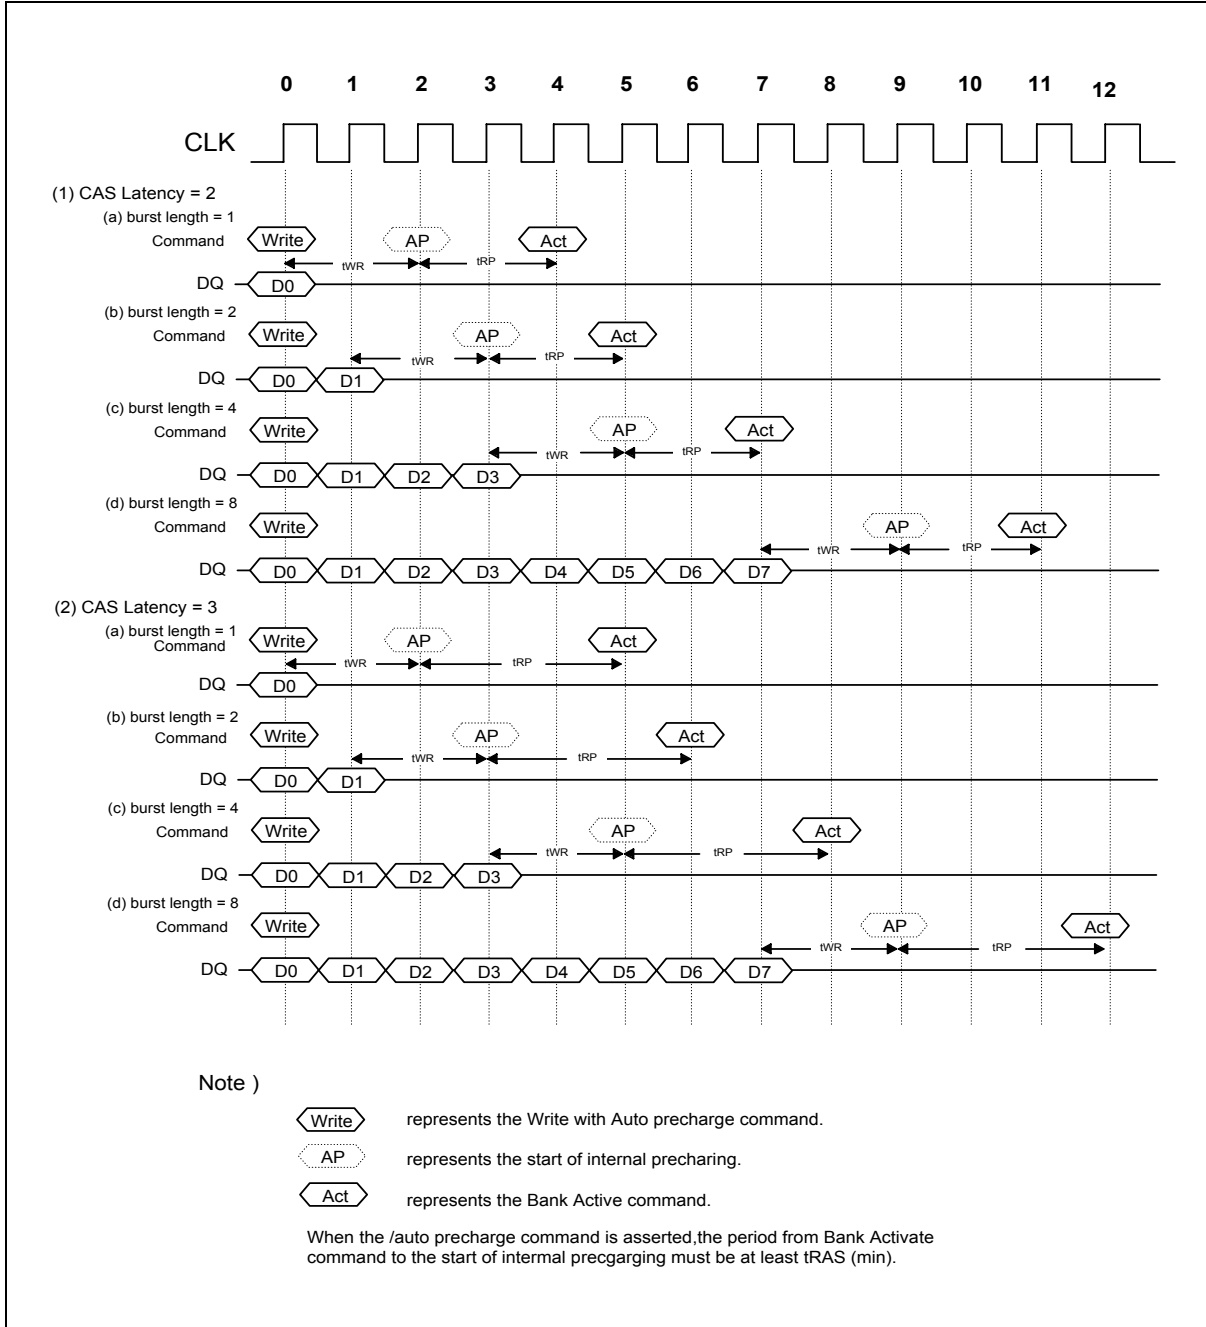 0 1 2 3 4 5 6 7 8 9 10 11 12
CLK
(1) CAS Latency = 2
(a) burst length = 1
Command Write AP Act
tWR tRP
DQ D0
(b) burst length = 2
Command Write AP Act
tWR tRP
DQ D0 D1
(c) burst length = 4
Command Write AP Act
tWR tRP
DQ D0 D1 D2 D3
(d) burst length = 8
Command Write AP Act
tWR tRP
DQ D0 D1 D2 D3 D4 D5 D6 D7
(2) CAS Latency = 3
(a) burst length = 1
Command Write AP Act
tWR tRP
DQ D0
(b) burst length = 2
Command Write AP Act
tWR tRP
DQ D0 D1
(c) burst length = 4
Command Write AP Act
tWR tRP
DQ D0 D1 D2 D3
(d) burst length = 8
Command Write AP Act
tWR tRP
DQ D0 D1 D2 D3 D4 D5 D6 D7
Note )
Write represents the Write with Auto precharge command.
AP represents the start of internal precharing.
Act represents the Bank Active command.
When the /auto precharge command is asserted,the period from Bank Activate
command to the start of intermal precgarging must be at least tRAS (min).